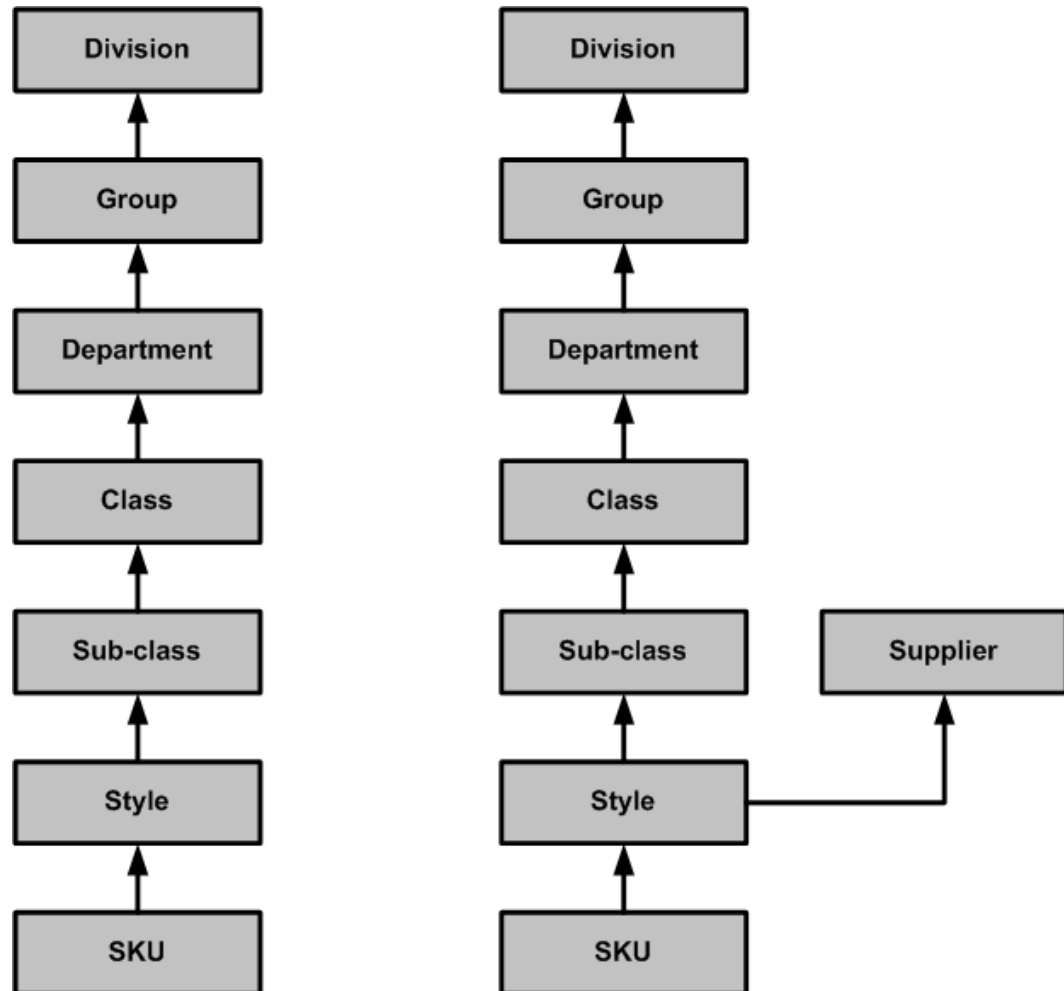 Division
Group
Department
Class
Sub-class
Style
SKU
Division
Group
Department
Class
Sub-class
Style
SKU
Supplier